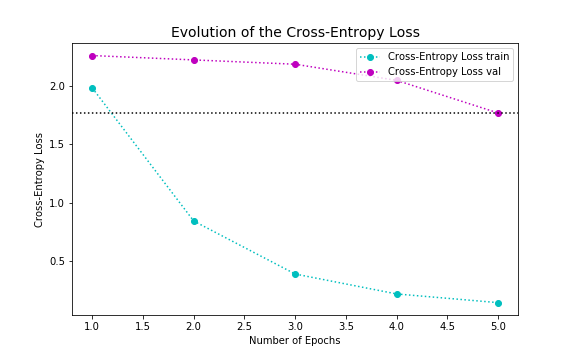 Evolution of the Cross-Entropy Loss
Cross-Entropy Loss train
Cross-Entropy Loss val
Cross-Entropy Loss
2.0
1.5
1.0
0.5
1.0 1.5 2.0 2.5 3.0 3.5 4.0 4.5 5.0
Number of Epochs